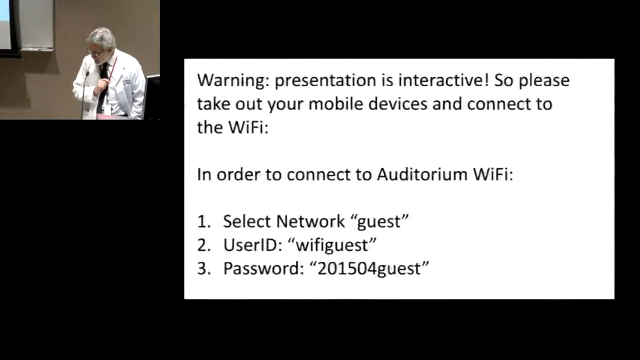 Warning: presentation is interactive! So please
take out your mobile devices and connect to
the WiFi:
In order to connect to Auditorium WiFi:
1. Select Network “guest”
2. UserID: “wifiguest”
3. Password: “201504guest”